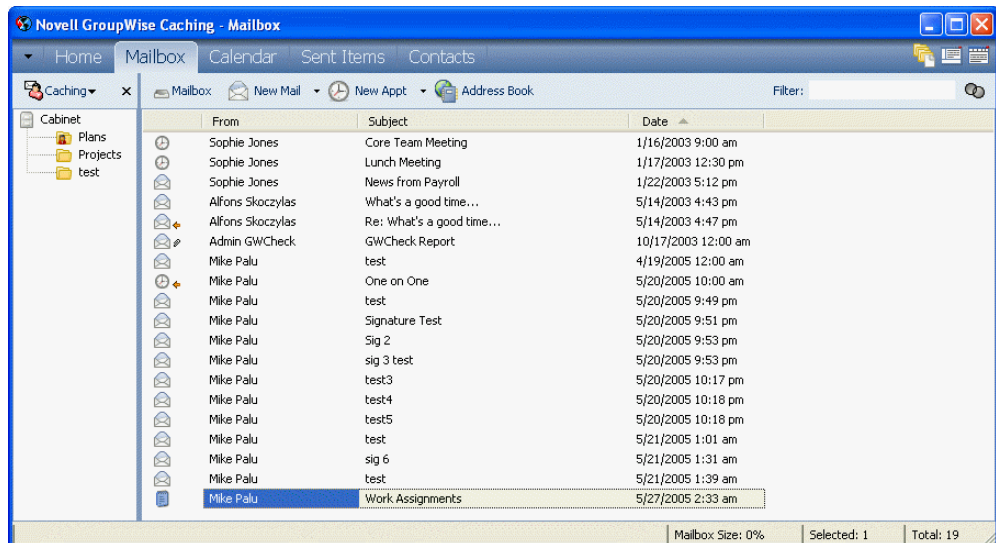 Novell GroupWise Caching - Mailbox
Home Mailbox Calendar Sent Items Contacts
Caching Mailbox New Mail New Appt Address Book Filter:
Cabinet
Plans
Projects
test
From Subject Date
Sophie Jones Core Team Meeting 1/16/2003 9:00 am
Sophie Jones Lunch Meeting 1/17/2003 12:30 pm
Sophie Jones News from Payroll 1/22/2003 5:12 pm
Alfons Skoczylas What's a good time... 5/14/2003 4:43 pm
Alfons Skoczylas Re: What's a good time... 5/14/2003 4:47 pm
Admin GWCheck GWCheck Report 10/17/2003 12:00 am
Mike Palu test 4/19/2005 12:00 am
Mike Palu One on One 5/20/2005 10:00 am
Mike Palu test 5/20/2005 9:49 pm
Mike Palu Signature Test 5/20/2005 9:51 pm
Mike Palu Sig 2 5/20/2005 9:53 pm
Mike Palu sig 3 test 5/20/2005 9:53 pm
Mike Palu test3 5/20/2005 10:17 pm
Mike Palu test4 5/20/2005 10:18 pm
Mike Palu test5 5/20/2005 10:18 pm
Mike Palu test 5/21/2005 1:01 am
Mike Palu sig 6 5/21/2005 1:31 am
Mike Palu test 5/21/2005 1:39 am
Mike Palu Work Assignments 5/27/2005 2:33 am
Mailbox Size: 0% Selected: 1 Total: 19